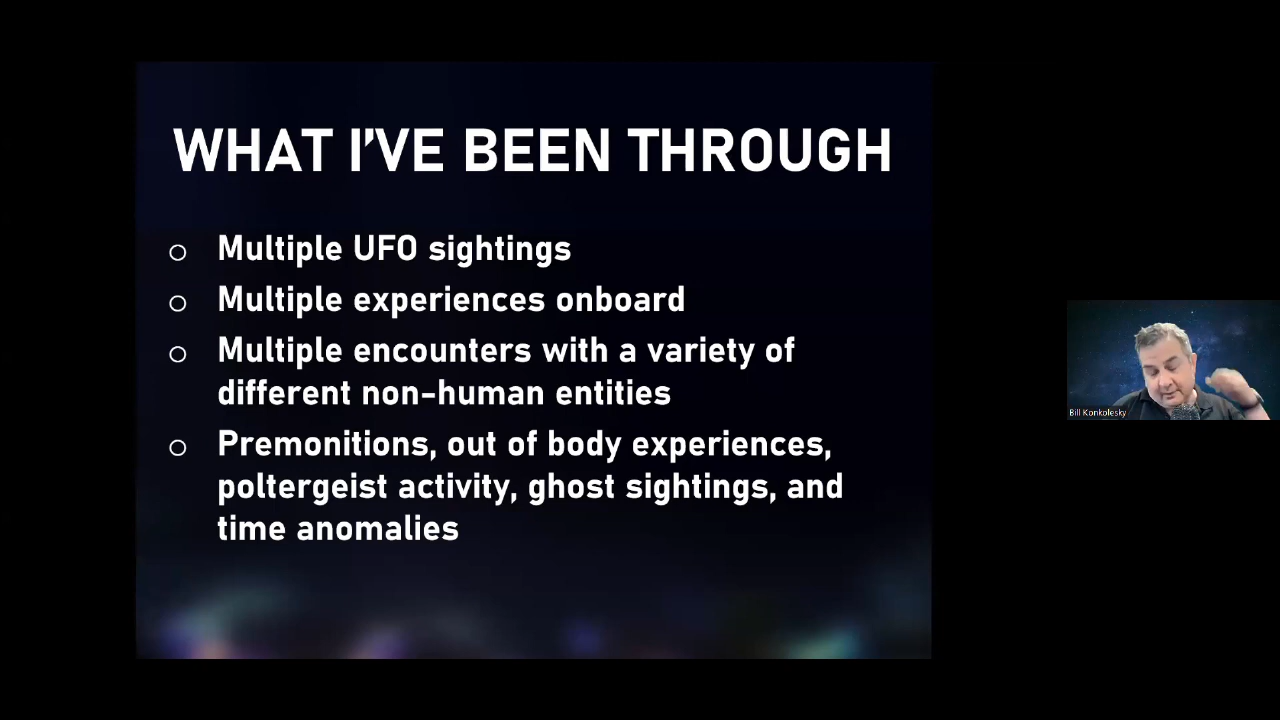 WHAT I'VE BEEN THROUGH
Multiple UFO sightings
Multiple experiences onboard
Multiple encounters with a variety of
different non-human entities
Premonitions, out of body experiences,
poltergeist activity, ghost sightings, and
time anomalies
Bill Konkolesky